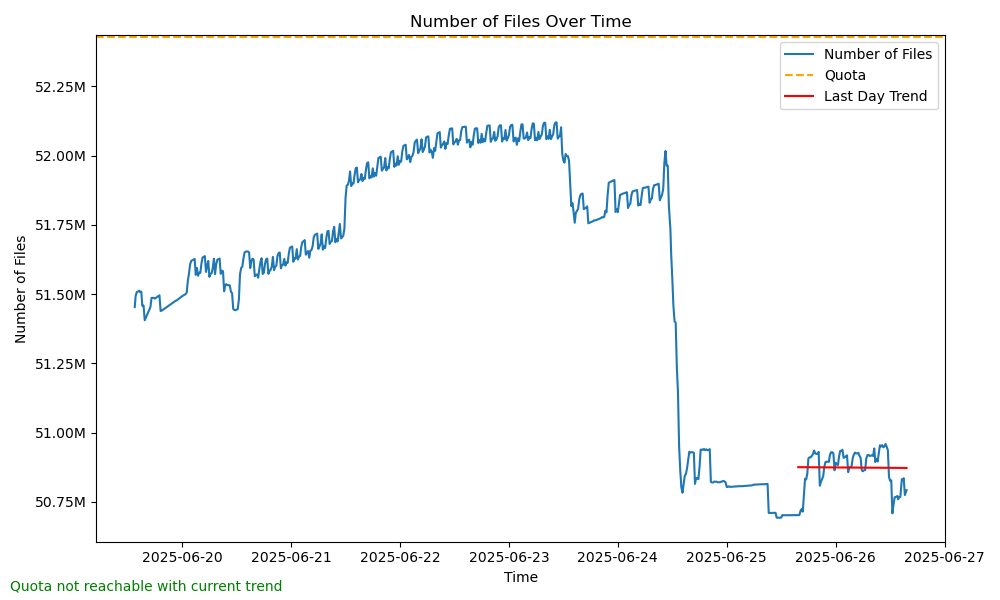 Number of Files Over Time
Number of Files
Quota
Last Day Trend
52.25M
52.00M
51.75M
51.50M
51.25M
51.00M
50.75M
Number of Files
2025-06-20
2025-06-21
2025-06-22
2025-06-23
2025-06-24
2025-06-25
2025-06-26
2025-06-27
Time
Quota not reachable with current trend